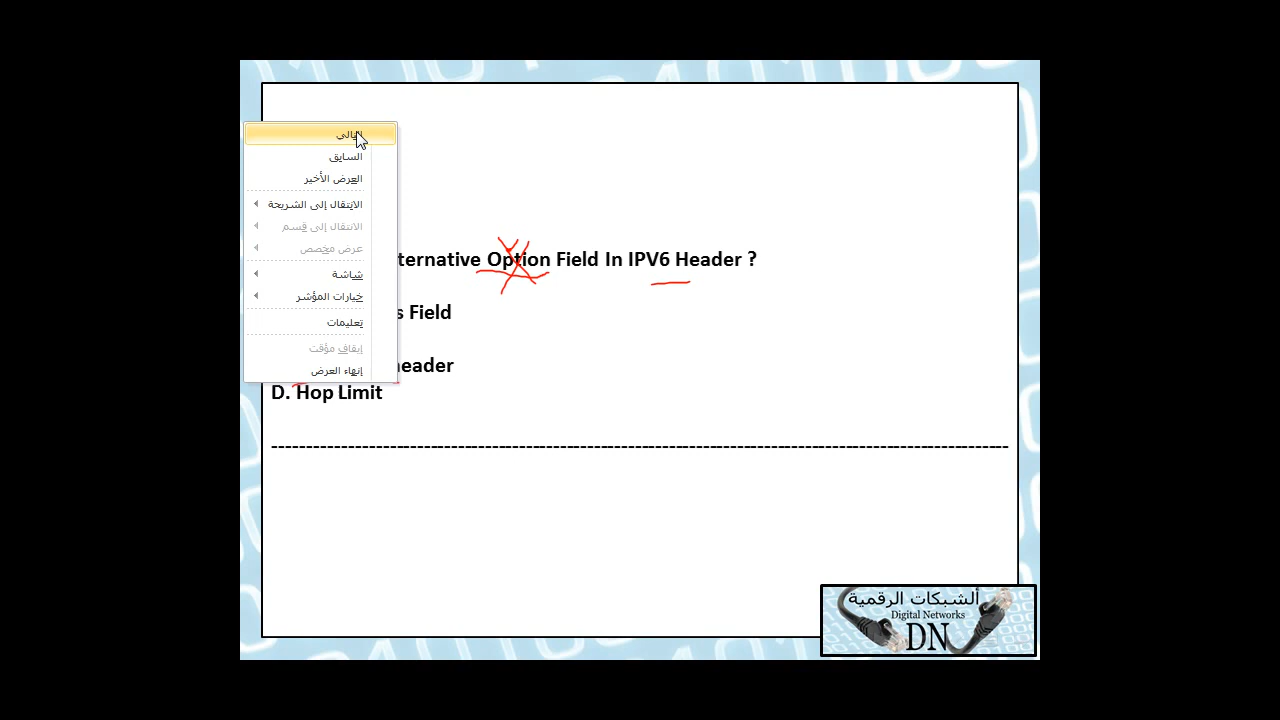 التالي
السابق
العرض الأخير
الانتقال إلى الشريحة
الانتقال إلى قسم
عرض مخصص
شاشة
خيارات المؤشر
تعليمات
إيقاف مؤقت
إنهاء العرض
ternative Option Field In IPV6 Header ?
s Field
header
D. Hop Limit
-----------------------------------------------------------------------------------------------------------
ألشبكات الرقمية
Digital Networks
DN